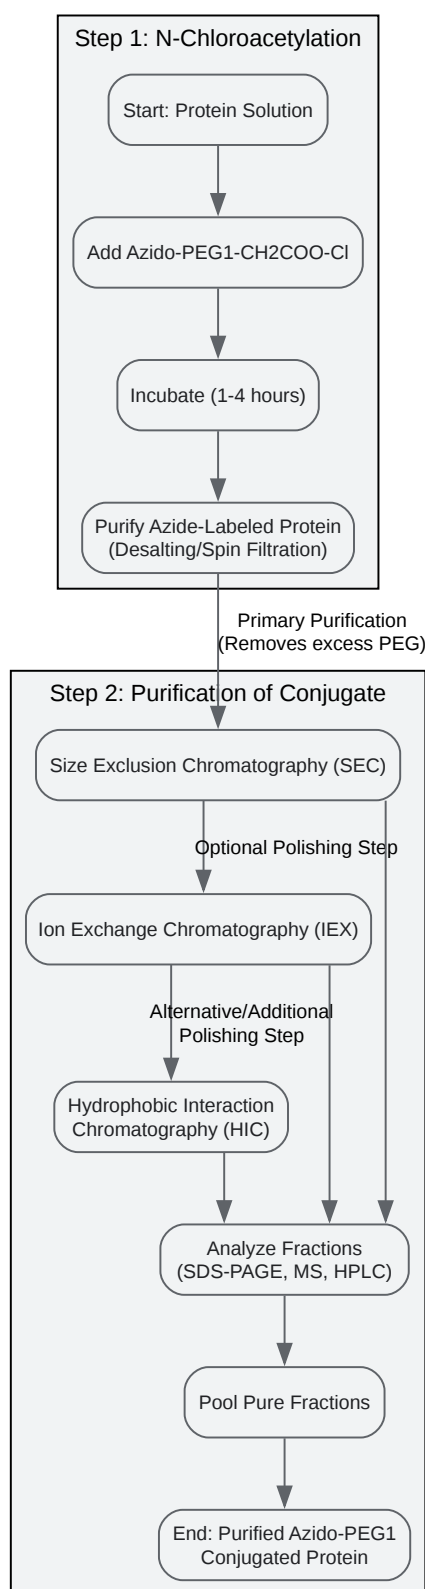 Step 1: N-Chloroacetylation
Start: Protein Solution
Add Azido-PEG1-CH2COO-Cl
Incubate (1-4 hours)
Purify Azide-Labeled Protein
(Desalting/Spin Filtration)
Primary Purification
(Removes excess PEG)
Step 2: Purification of Conjugate
Size Exclusion Chromatography (SEC)
Optional Polishing Step
Ion Exchange Chromatography (IEX)
Alternative/Additional
Polishing Step
Hydrophobic Interaction
Chromatography (HIC)
Analyze Fractions
(SDS-PAGE, MS, HPLC)
Pool Pure Fractions
End: Purified Azido-PEG1
Conjugated Protein